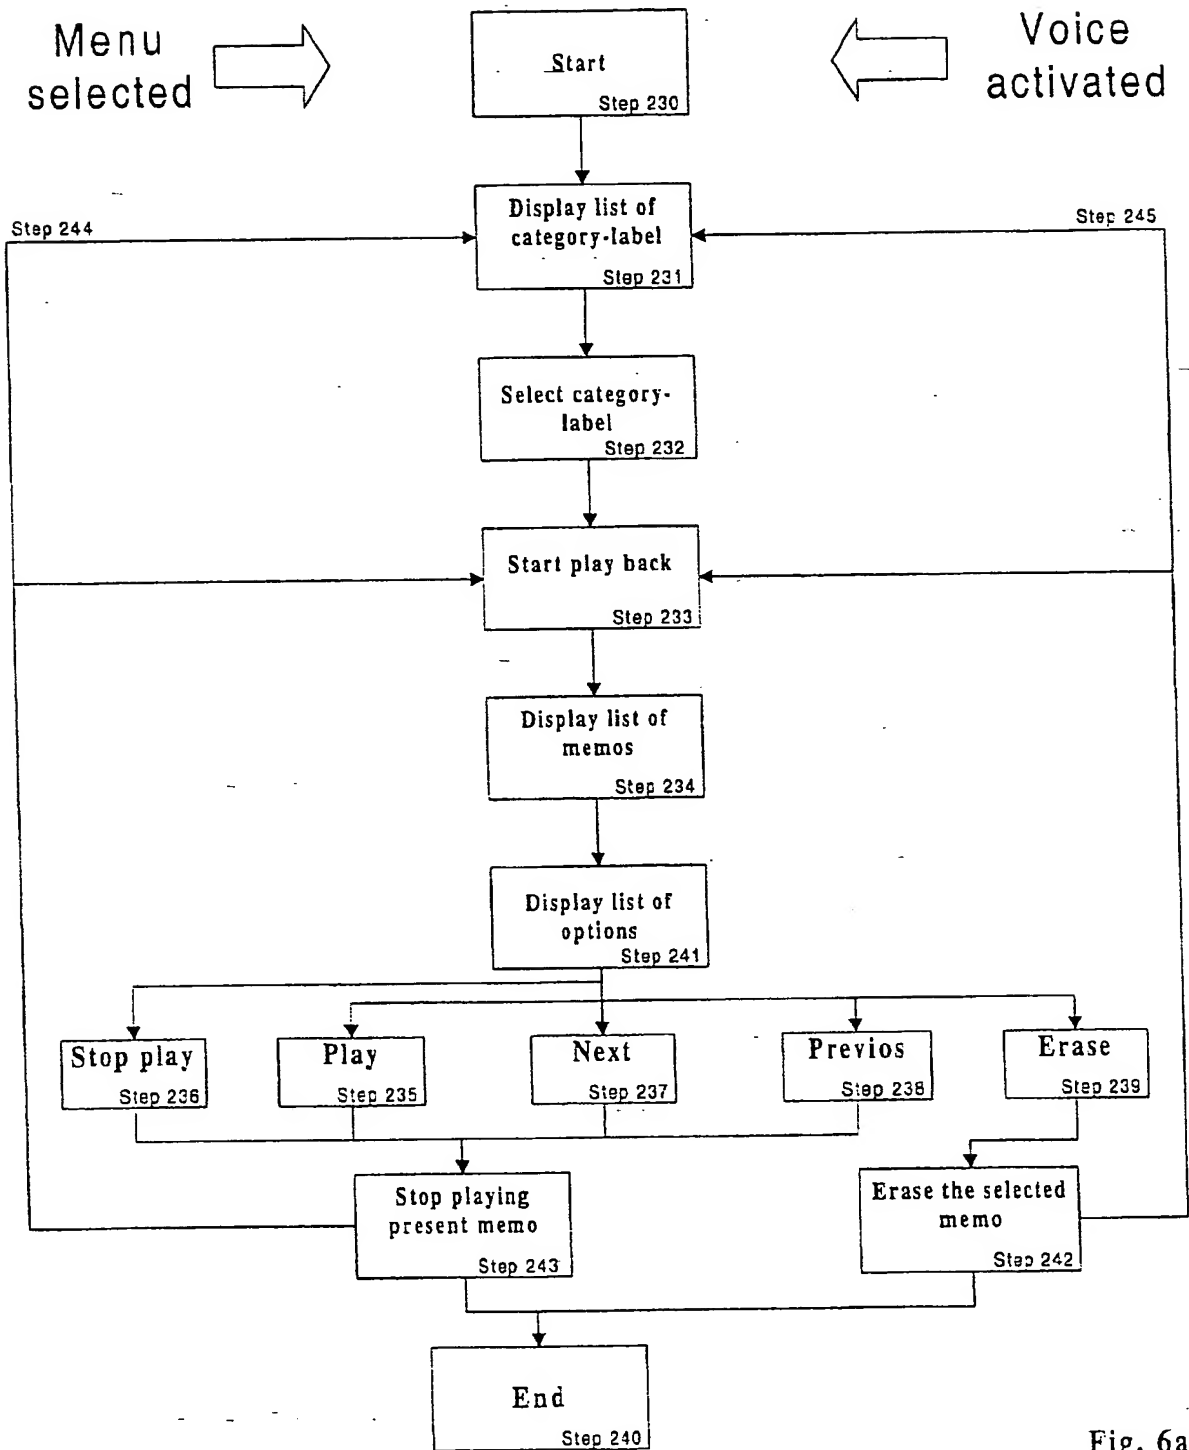 Menu
selected
Start
Step 230
Voice
activated
Display list of
category-label
Step 231
Step 244
Step 245
Select category-
label
Step 232
Start play back
Step 233
Display list of
memos
Step 234
Display list of
options
Step 241
Stop play
Step 236
Play
Step 235
Next
Step 237
Previos
Step 238
Erase
Step 239
Stop playing
present memo
Step 243
Erase the selected
memo
Step 242
End
Step 240
Fig. 6a